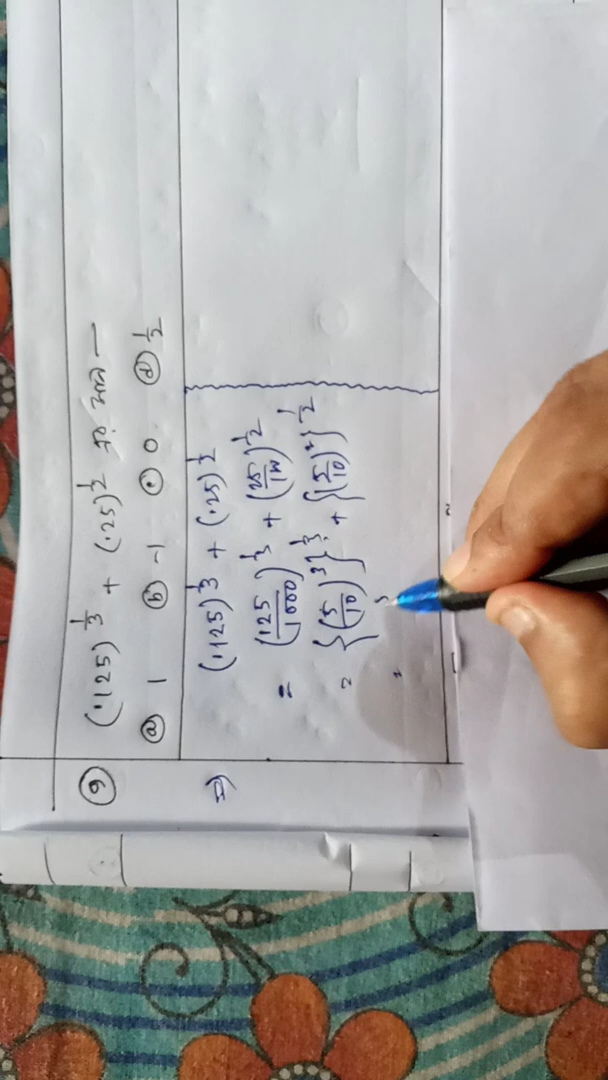 9 (.125)^1/3 + (.25)^1/2 का मान —
(a) 1 (b) -1 (c) 0 (d) 1/2
⇒) (.125)^1/3 + (.25)^1/2
= (125/1000)^1/3 + (25/100)^1/2
= {(5/10)^3}^1/3 + {(5/10)^2}^1/2
= 5